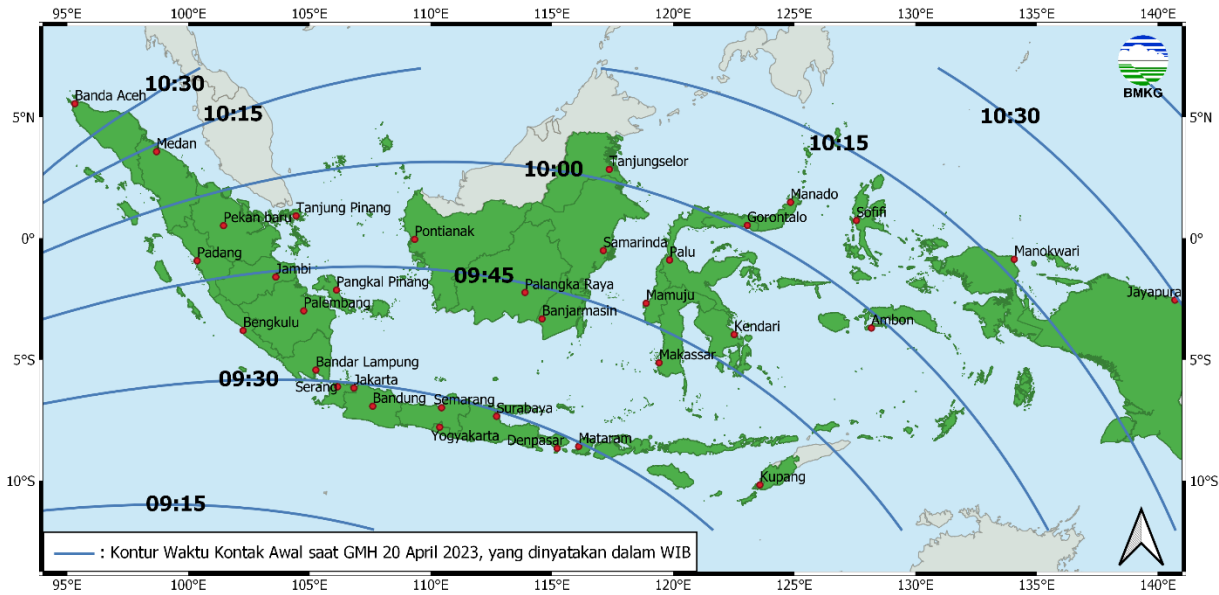 95°E 100°E 105°E 110°E 115°E 120°E 125°E 130°E 135°E 140°E
BMKG
10:30
Banda Aceh
10:15
10:30
5°N
5°N
10:15
Medan
10:00
Tanjungselor
Manado
Tanjung Pinang
Pekan baru
Gorontalo
Sofifi
0°
Pontianak
0°
Samarinda
Padang
Palu
Manokwari
Jambi
09:45
Pangkal Pinang
Palangka Raya
Jayapura
Mamuju
Palembang
Banjarmasin
Bengkulu
Kendari
Ambon
5°S
Bandar Lampung
Makassar
5°S
09:30
Serang
Jakarta
Bandung
Semarang
Surabaya
Yogyakarta
Denpasar
Mataram
Kupang
10°S
10°S
09:15
: Kontur Waktu Kontak Awal saat GMH 20 April 2023, yang dinyatakan dalam WIB
95°E 100°E 105°E 110°E 115°E 120°E 125°E 130°E 135°E 140°E